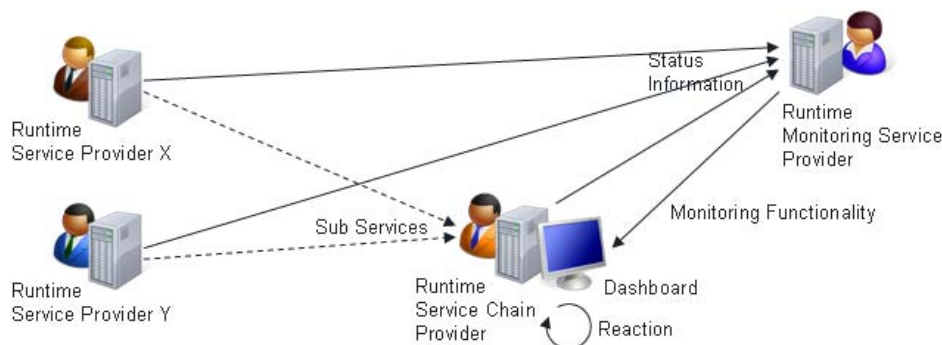 Status
Information
Runtime
Service Provider X
Runtime
Monitoring Service
Provider
Sub Services
Monitoring Functionality
Runtime
Service Provider Y
Runtime
Service Chain
Provider
Dashboard
Reaction